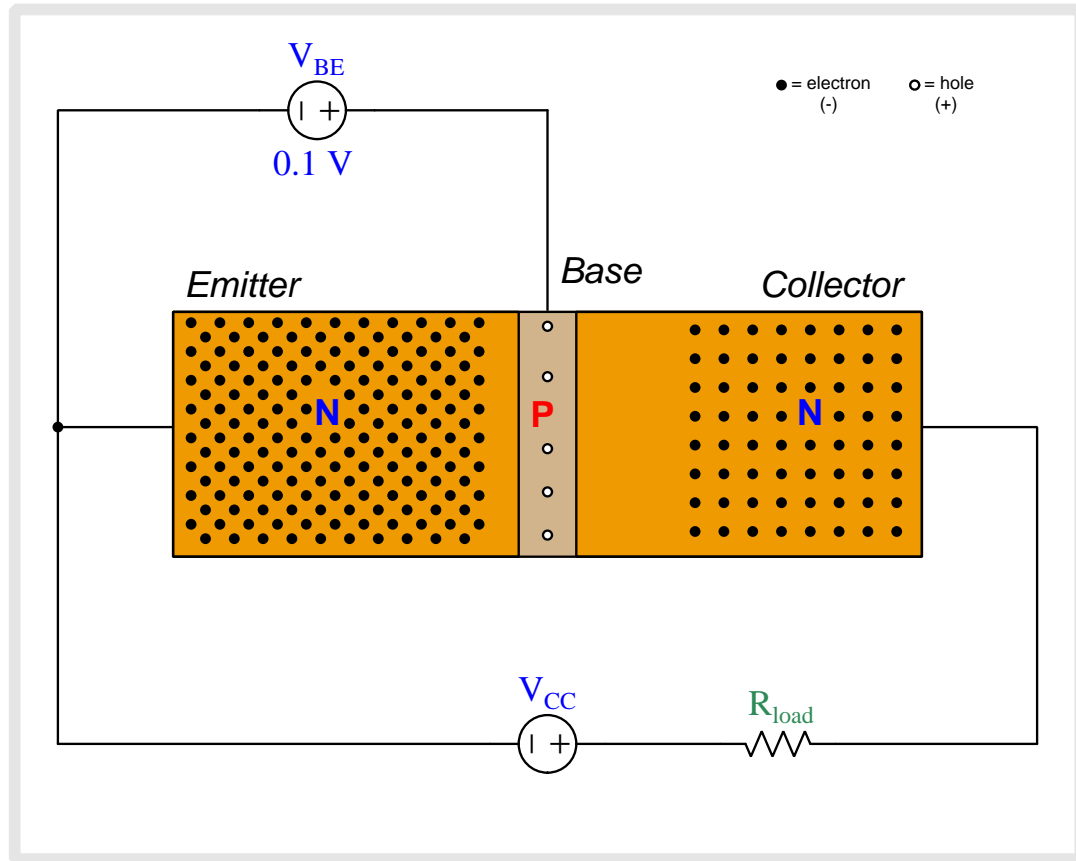 V_BE
0.1 V
● = electron
(-)
○ = hole
(+)
Emitter
Base
Collector
N
P
N
V_CC
R_load